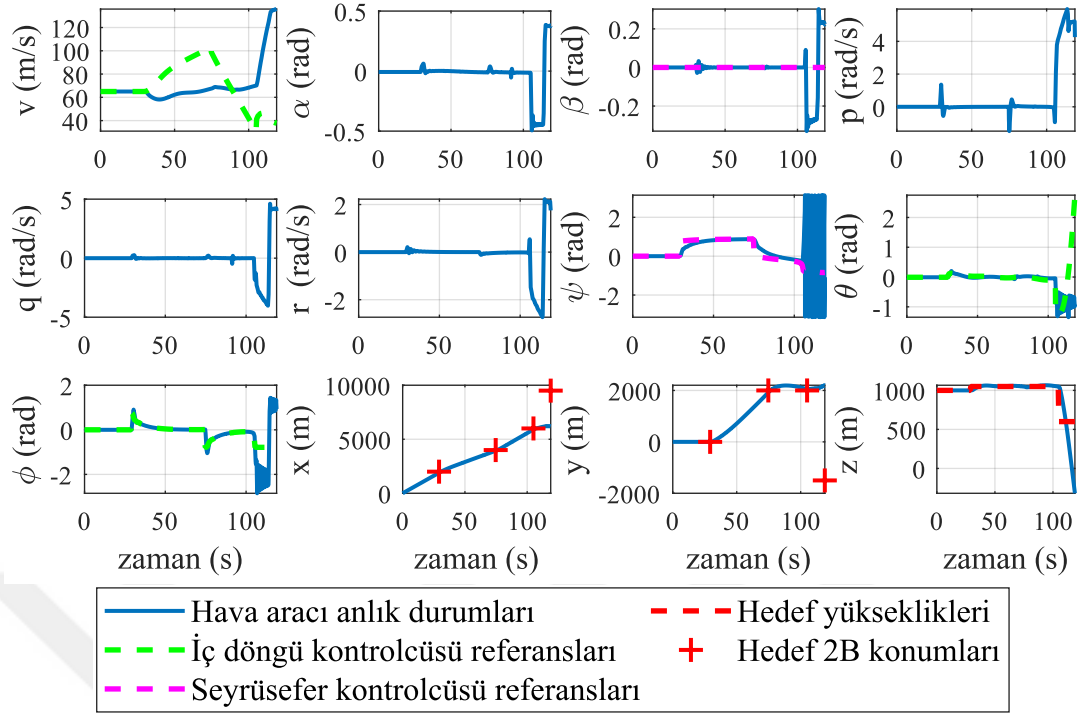 v (m/s)
120
100
80
60
40
0 50 100
α (rad)
0.5
0
-0.5
0 50 100
β (rad)
0.2
0
-0.2
0 50 100
p (rad/s)
4
2
0
0 50 100
q (rad/s)
5
0
-5
0 50 100
r (rad/s)
2
0
-2
0 50 100
ψ (rad)
2
0
-2
0 50 100
θ (rad)
2
1
0
-1
0 50 100
ϕ (rad)
2
0
-2
0 50 100
zaman (s)
x (m)
10000
5000
0
0 50 100
zaman (s)
y (m)
2000
0
-2000
0 50 100
zaman (s)
z (m)
1000
500
0
0 50 100
zaman (s)
Hava aracı anlık durumları
İç döngü kontrolcüsü referansları
Seyrüsefer kontrolcüsü referansları
Hedef yükseklikleri
Hedef 2B konumları